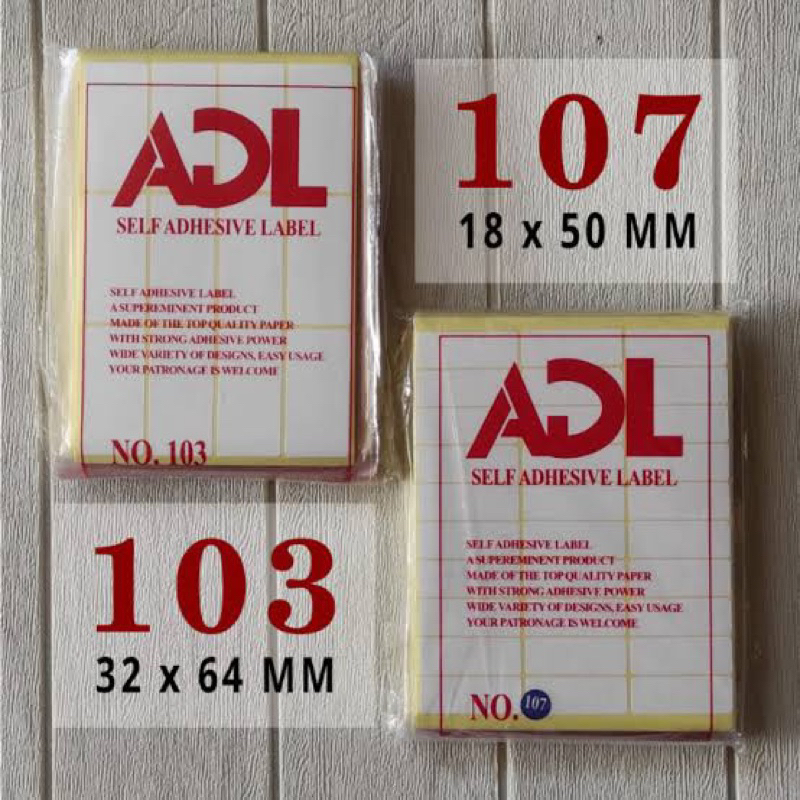 ADL
SELF ADHESIVE LABEL
SELF ADHESIVE LABEL
A SUPEREMINENT PRODUCT
MADE OF THE TOP QUALITY PAPER
WITH STRONG ADHESIVE POWER
WIDE VARIETY OF DESIGNS, EASY USAGE
YOUR PATRONAGE IS WELCOME
NO. 103
107
18 x 50 MM
103
32 x 64 MM
ADL
SELF ADHESIVE LABEL
SELF ADHESIVE LABEL
A SUPEREMINENT PRODUCT
MADE OF THE TOP QUALITY PAPER
WITH STRONG ADHESIVE POWER
WIDE VARIETY OF DESIGNS, EASY USAGE
YOUR PATRONAGE IS WELCOME
NO. 107